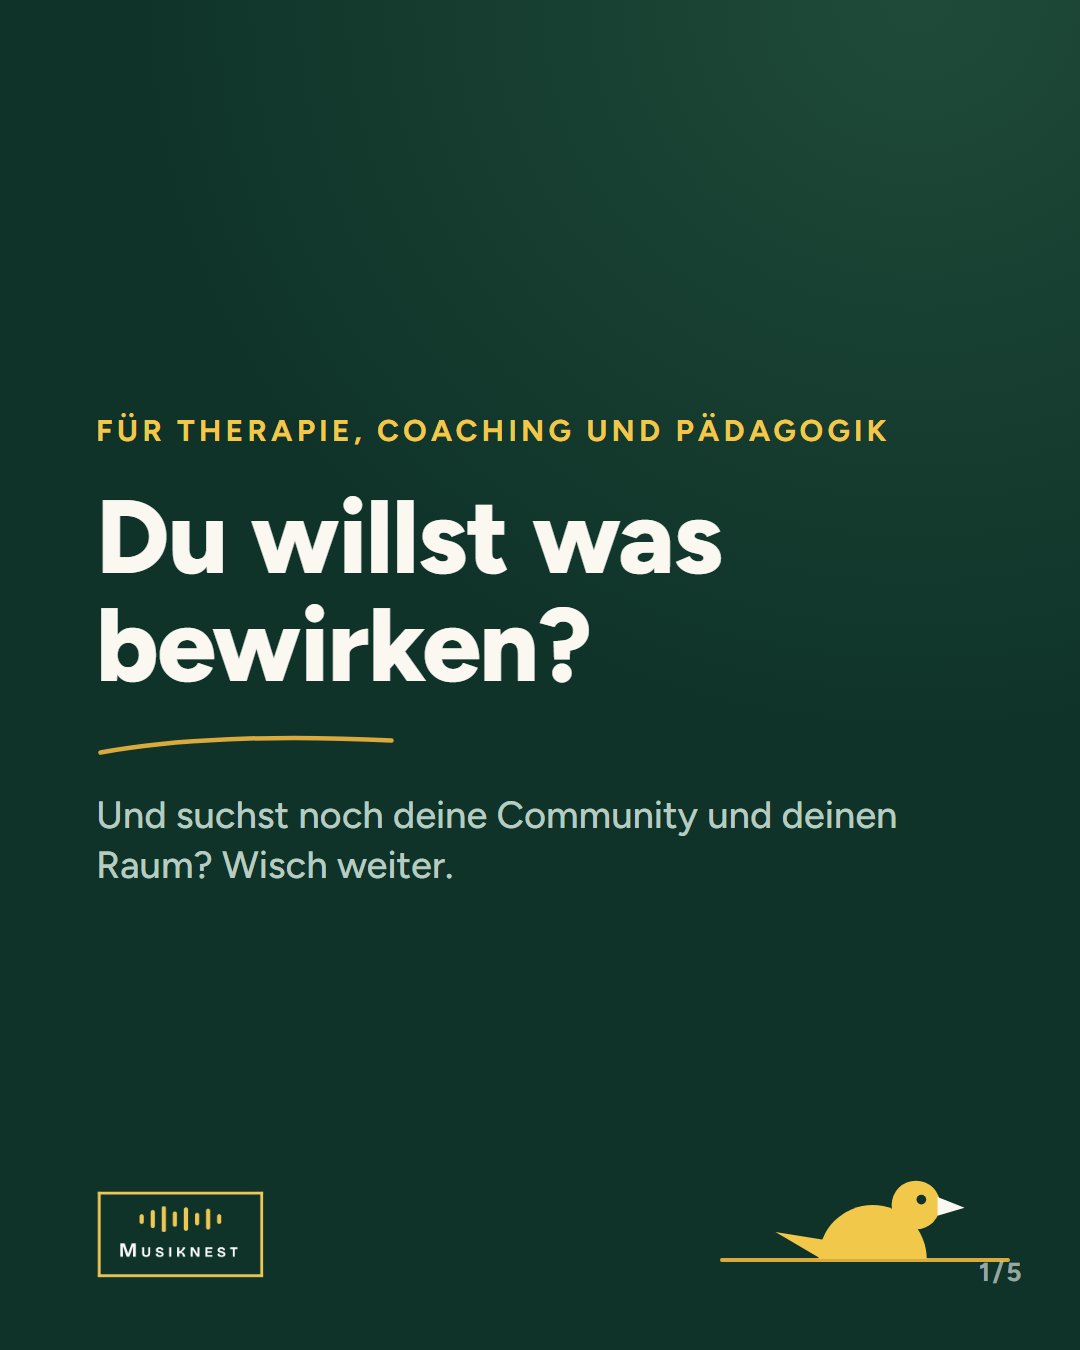 FÜR THERAPIE, COACHING UND PÄDAGOGIK
Du willst was
bewirken?
Und suchst noch deine Community und deinen
Raum? Wisch weiter.
MUSIKNEST
1/5